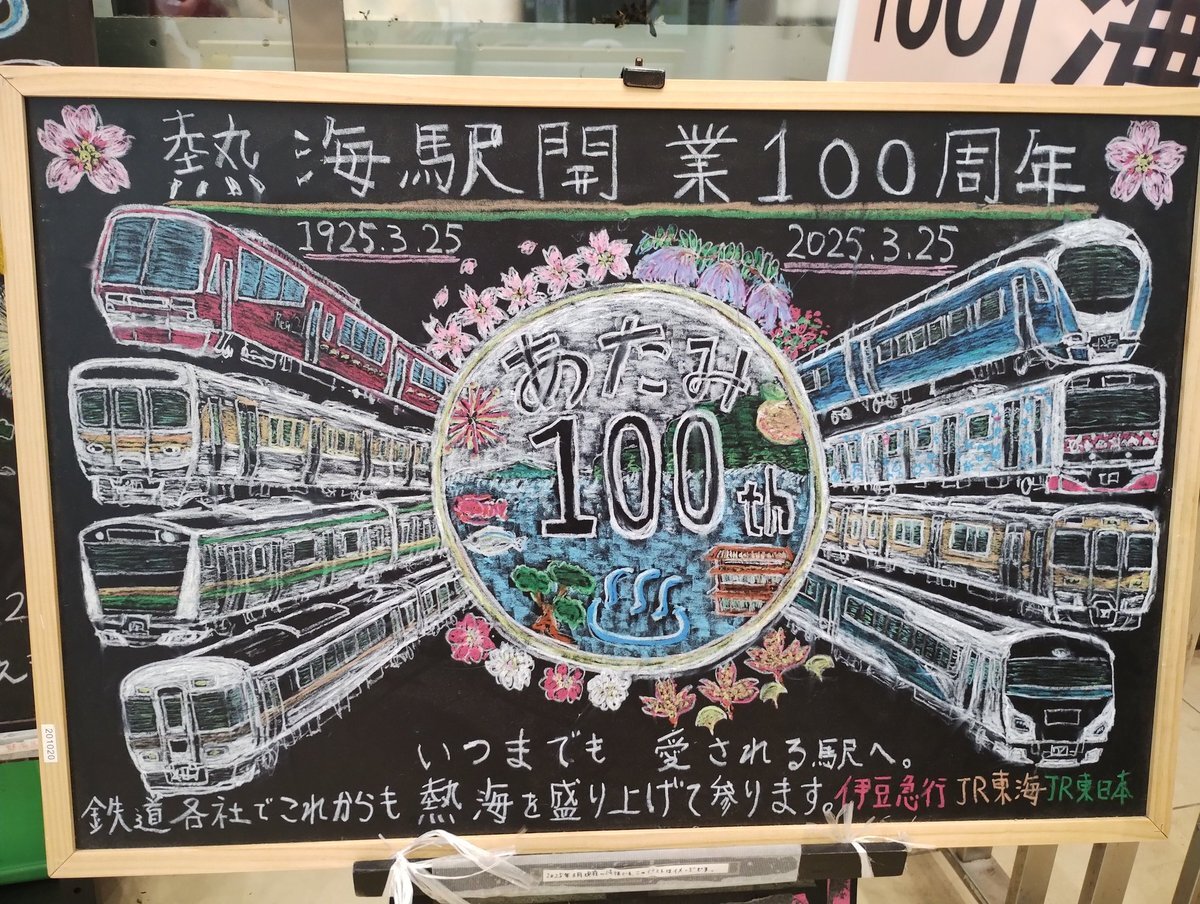 100 海
熱海駅開業100周年
1925.3.25
2025.3.25
あたみ
100th
いつまでも 愛される駅へ。
鉄道各社でこれからも 熱海を盛り上げて参ります。伊豆急行 JR東海 JR東日本
201020